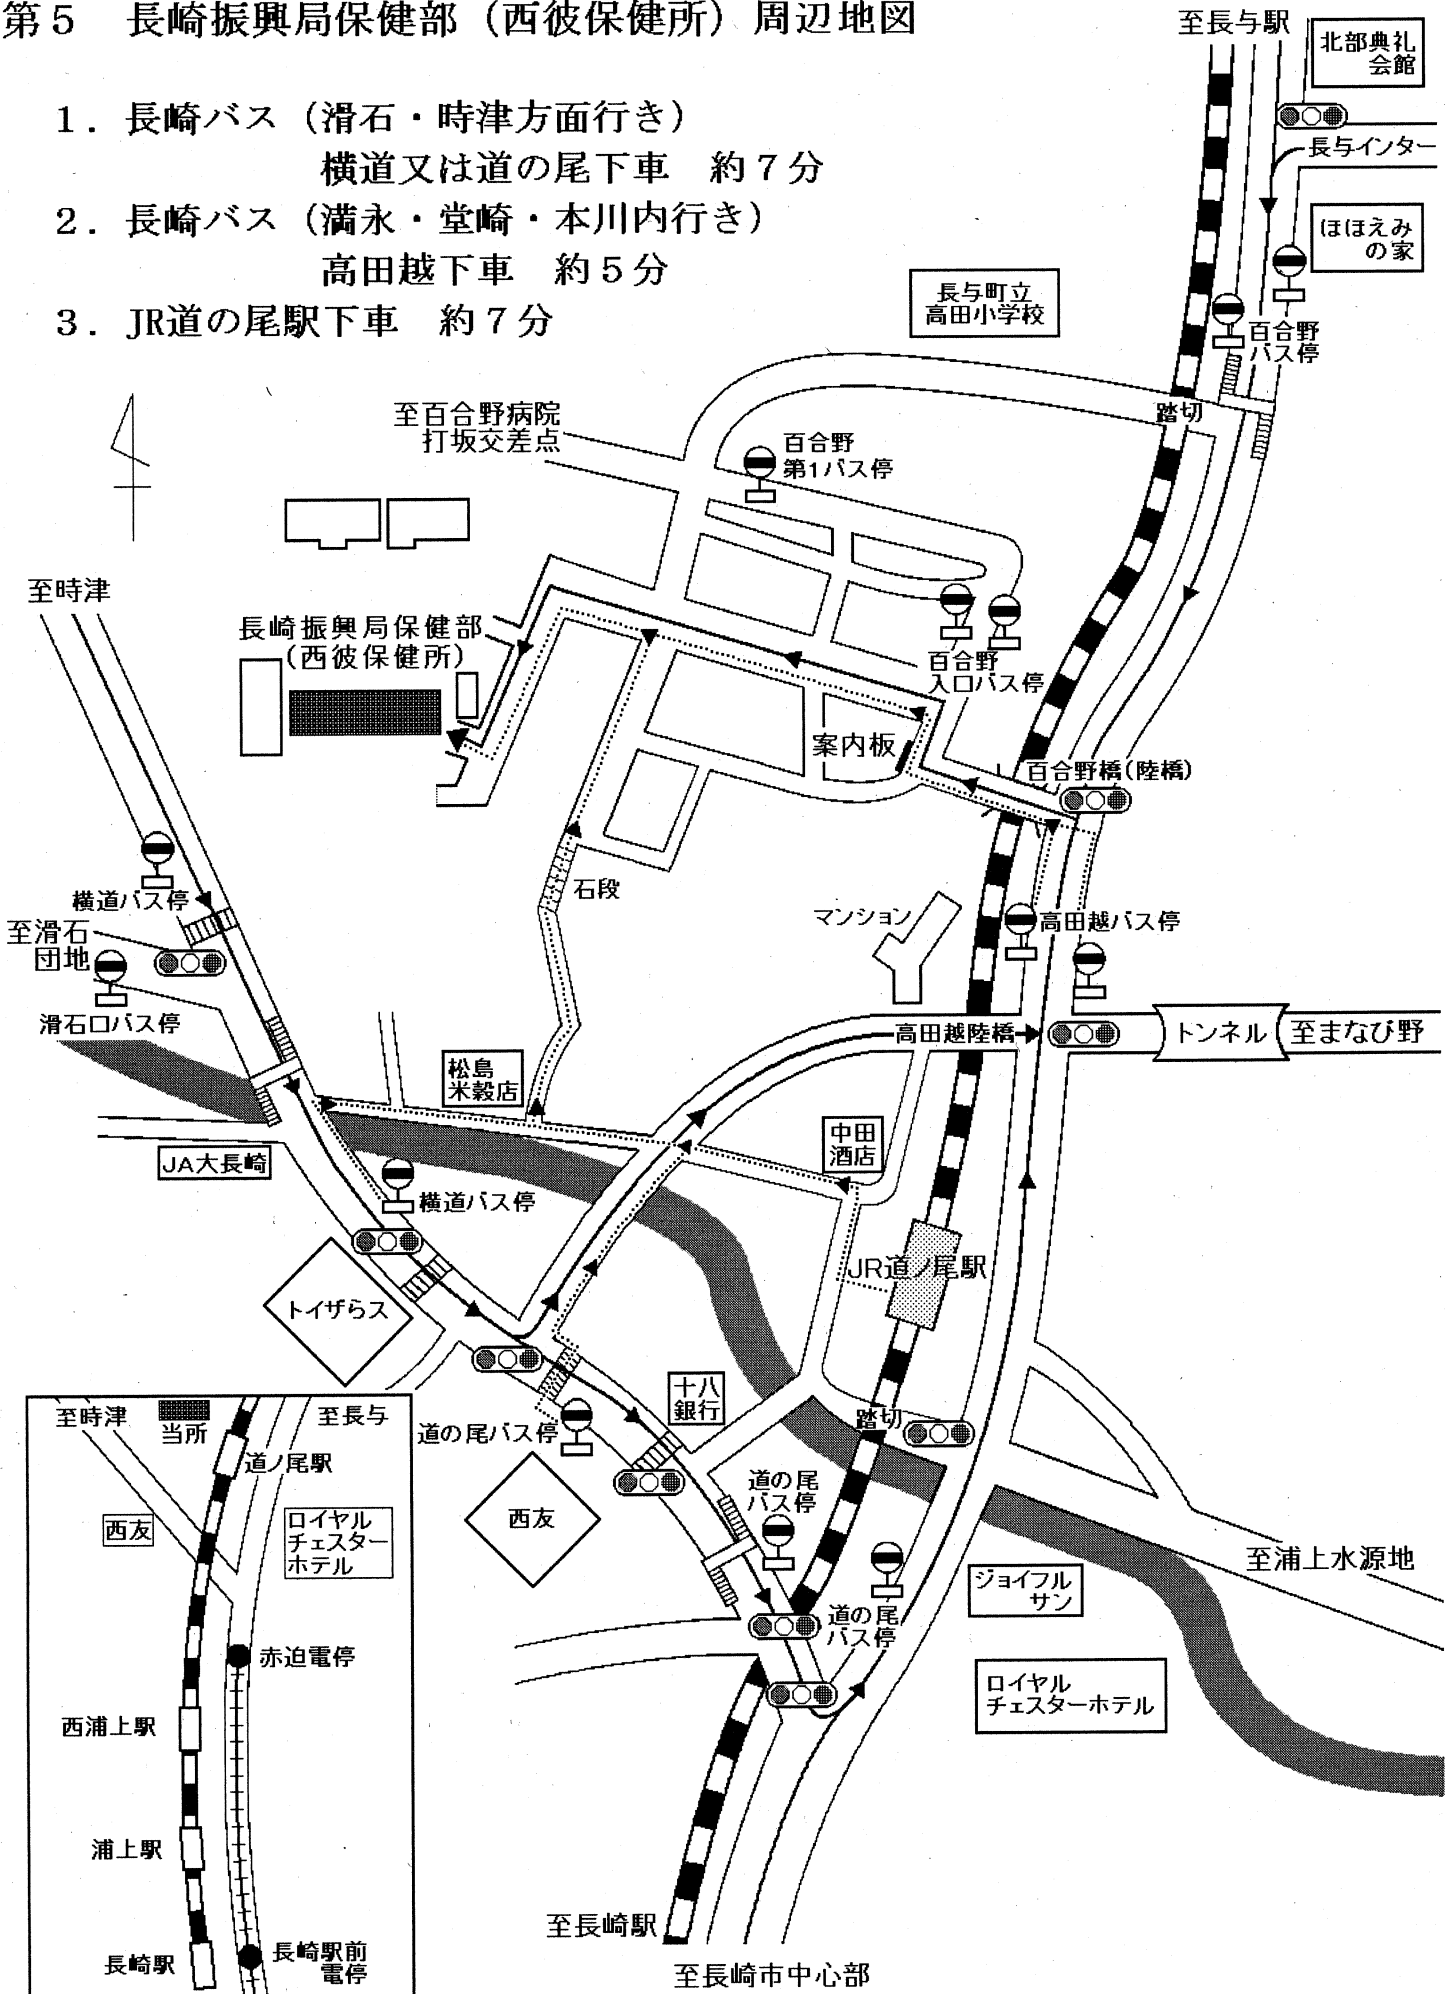 第5　長崎振興局保健部（西彼保健所）周辺地図
1．長崎バス（滑石・時津方面行き）
横道又は道の尾下車　約7分
2．長崎バス（満永・堂崎・本川内行き）
高田越下車　約5分
3．JR道の尾駅下車　約7分
至長与駅
北部典礼
会館
長与インター
ほほえみ
の家
百合野
バス停
長与町立
高田小学校
踏切
至百合野病院
打坂交差点
百合野
第1バス停
至時津
長崎振興局保健部
（西彼保健所）
百合野
入口バス停
案内板
百合野橋（陸橋）
横道バス停
石段
マンション
高田越バス停
至滑石
団地
滑石口バス停
高田越陸橋
トンネル
至まなび野
松島
米穀店
中田
酒店
JA大長崎
横道バス停
JR道ノ尾駅
トイザらス
十八
銀行
道の尾バス停
踏切
西友
道の尾
バス停
至浦上水源地
ジョイフル
サン
道の尾
バス停
ロイヤル
チェスターホテル
至長崎駅
至長崎市中心部
至時津
当所
至長与
道ノ尾駅
西友
ロイヤル
チェスター
ホテル
赤迫電停
西浦上駅
浦上駅
長崎駅
長崎駅前
電停